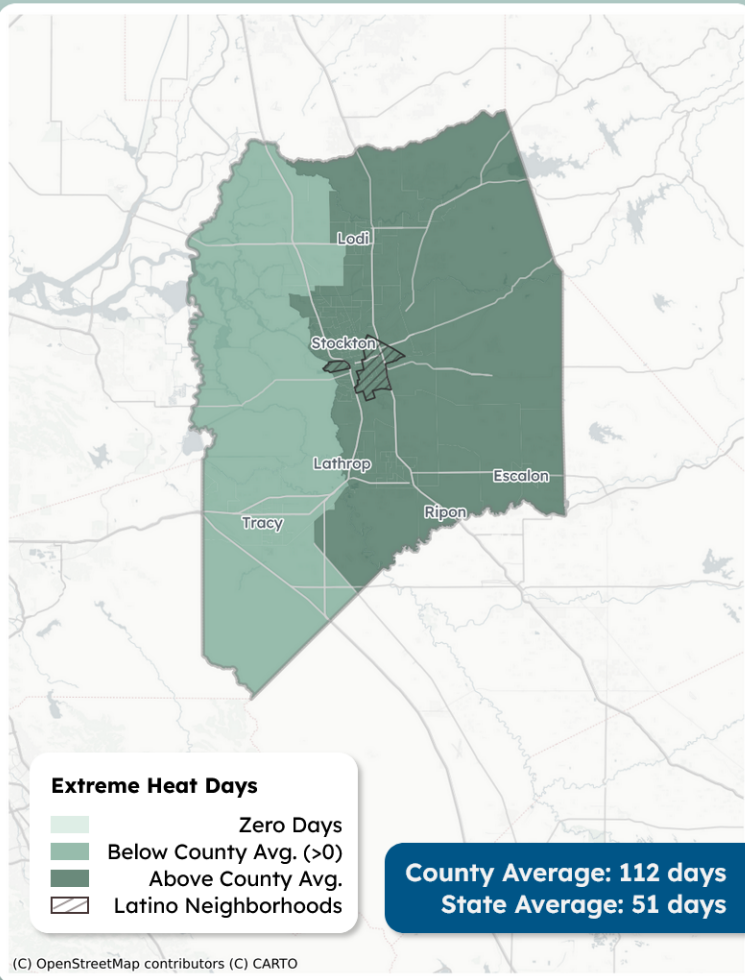 Lodi
Stockton
Lathrop
Escalon
Ripon
Tracy
Extreme Heat Days
Zero Days
Below County Avg. (>0)
Above County Avg.
Latino Neighborhoods
County Average: 112 days
State Average: 51 days
(C) OpenStreetMap contributors (C) CARTO